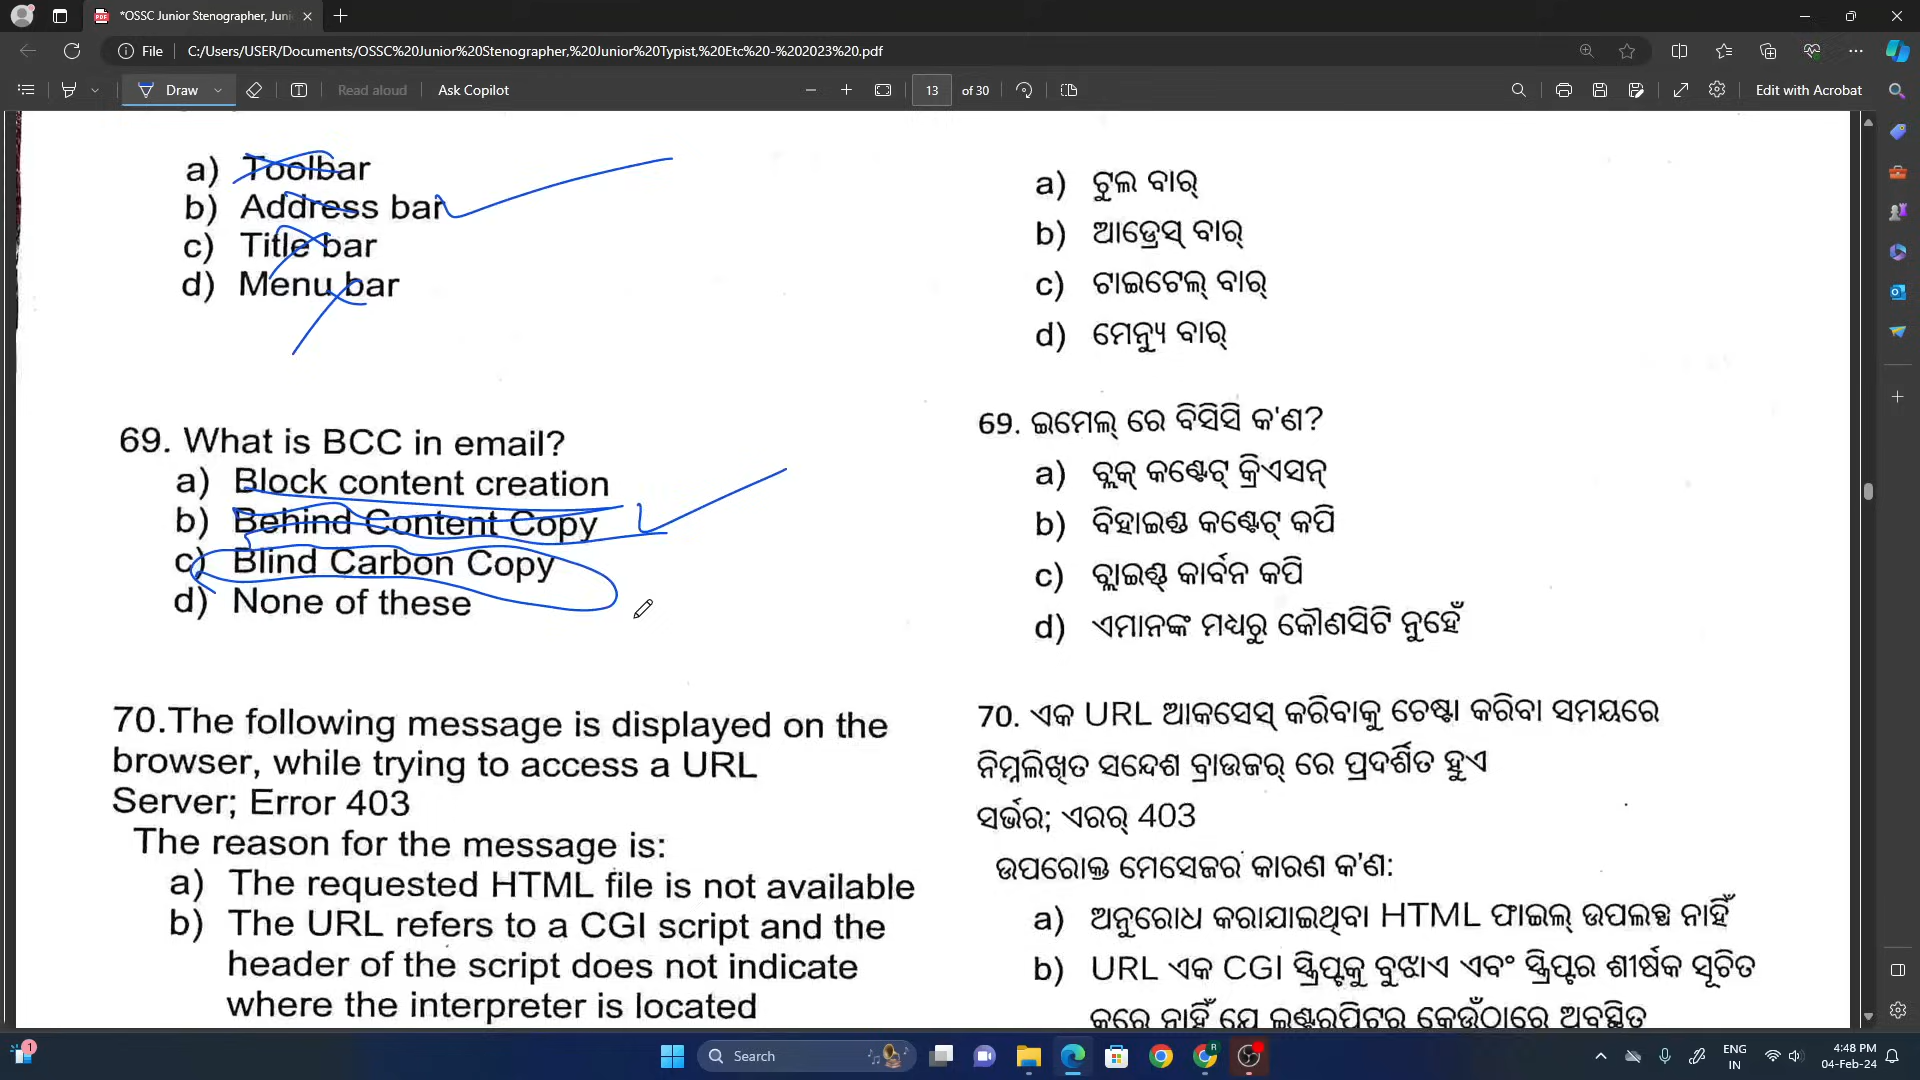 *OSSC Junior Stenographer, Juni
File
C:/Users/USER/Documents/OSSC%20Junior%20Stenographer,%20Junior%20Typist,%20Etc%20-%202023%20.pdf
Draw
Read aloud
Ask Copilot
13 of 30
Edit with Acrobat
a) Toolbar
b) Address bar
c) Title bar
d) Menu bar
69. What is BCC in email?
a) Block content creation
b) Behind Content Copy
c) Blind Carbon Copy
d) None of these
70.The following message is displayed on the
browser, while trying to access a URL
Server; Error 403
The reason for the message is:
a) The requested HTML file is not available
b) The URL refers to a CGI script and the
header of the script does not indicate
where the interpreter is located
a) ଟୁଲ ବାର୍
b) ଆଡ୍ରେସ୍ ବାର୍
c) ଟାଇଟେଲ୍ ବାର୍
d) ମେନ୍ୟୁ ବାର୍
69. ଇମେଲ୍ ରେ ବିସିସି କ'ଣ?
a) ବ୍ଲକ୍ କଣ୍ଟେଟ୍ କ୍ରିଏସନ୍
b) ବିହାଇଣ୍ଡ କଣ୍ଟେଟ୍ କପି
c) ବ୍ଲାଇଣ୍ଡ୍ କାର୍ବନ କପି
d) ଏମାନଙ୍କ ମଧ୍ୟରୁ କୌଣସିଟି ନୁହେଁ
70. ଏକ URL ଆକସେସ୍ କରିବାକୁ ଚେଷ୍ଟା କରିବା ସମୟରେ
ନିମ୍ନଲିଖିତ ସନ୍ଦେଶ ବ୍ରାଉଜର୍ ରେ ପ୍ରଦର୍ଶିତ ହୁଏ
ସର୍ଭର; ଏରର୍ 403
ଉପରୋକ୍ତ ମେସେଜର କାରଣ କ'ଣ:
a) ଅନୁରୋଧ କରାଯାଇଥିବା HTML ଫାଇଲ୍ ଉପଲବ୍ଧ ନାହିଁ
b) URL ଏକ CGI ସ୍କ୍ରିପ୍ଟକୁ ବୁଝାଏ ଏବଂ ସ୍କ୍ରିପ୍ଟର ଶୀର୍ଷକ ସୂଚିତ
କରେ ନାହିଁ ଯେ ଇଣ୍ଟରପ୍ରିଟର କେଉଁଠାରେ ଅବସ୍ଥିତ
1
Search
ENG
IN
4:48 PM
04-Feb-24